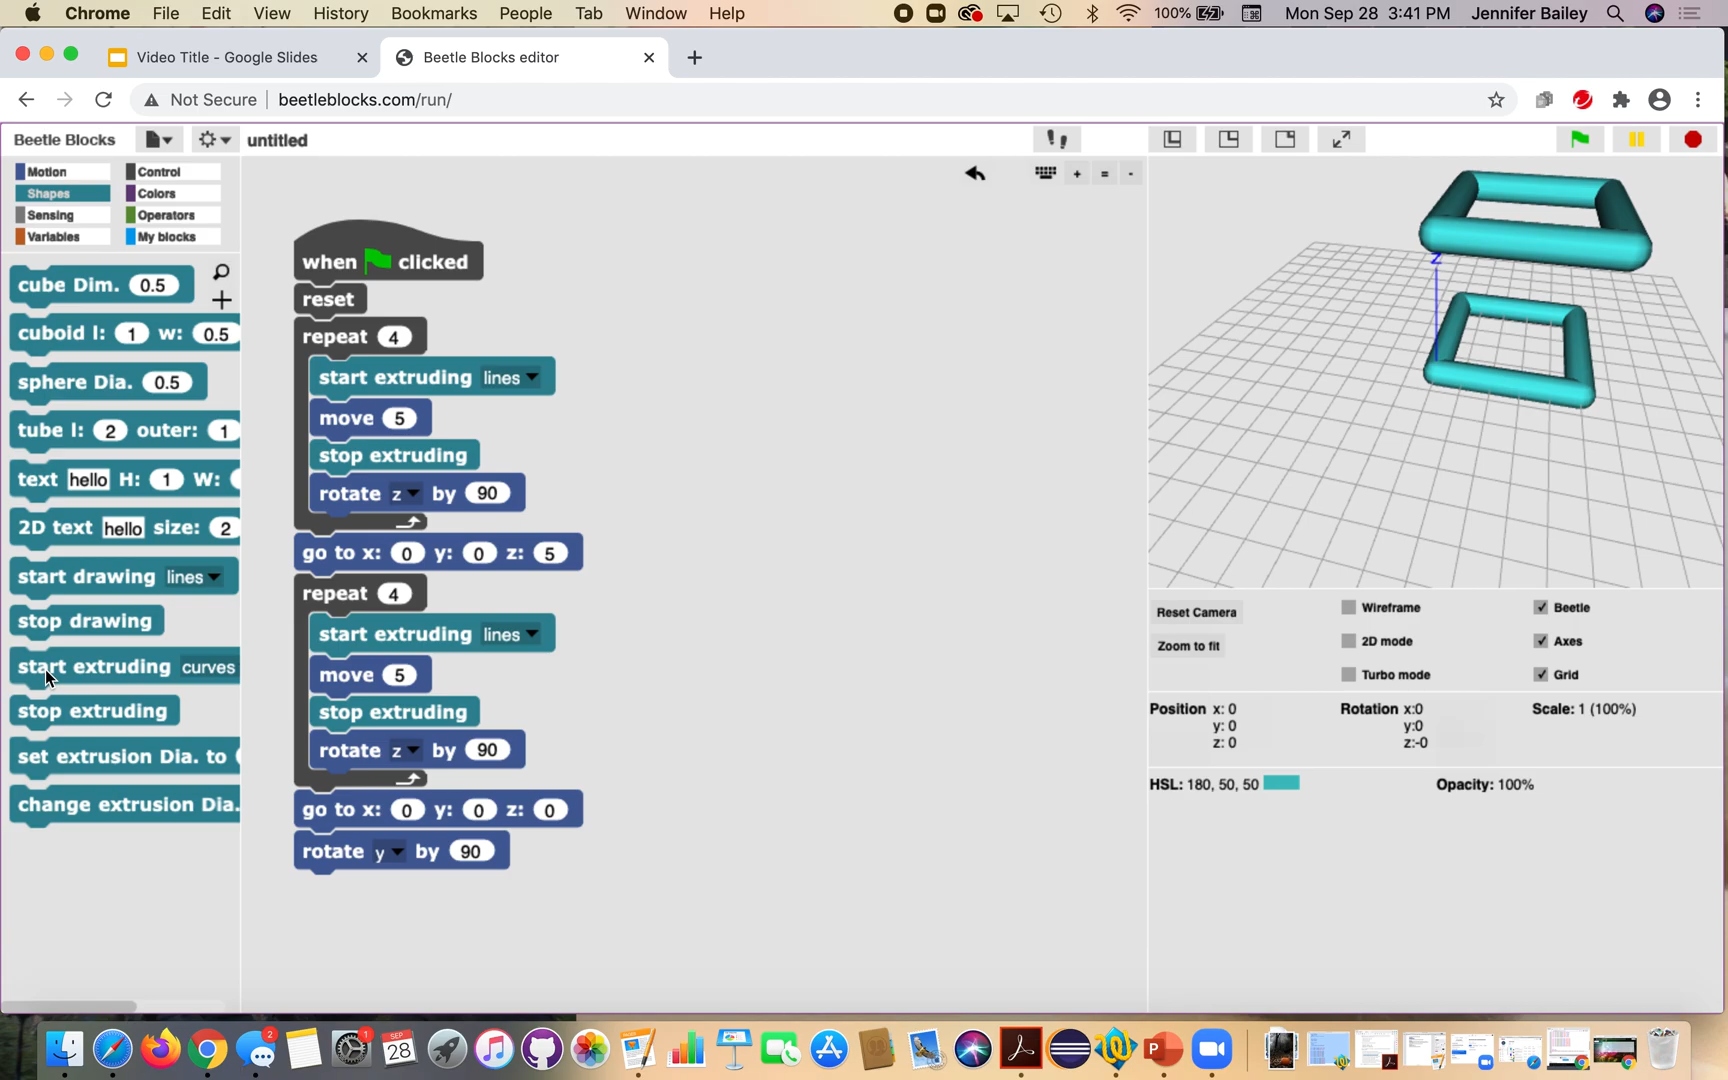 Chrome File Edit View History Bookmarks People Tab Window Help 100% Mon Sep 28 3:41 PM Jennifer Bailey
Video Title - Google Slides Beetle Blocks editor
Not Secure beetleblocks.com/run/
Beetle Blocks untitled
+ = -
Motion Control
Shapes Colors
Sensing Operators
Variables My blocks
cube Dim. 0.5
cuboid l: 1 w: 0.5
sphere Dia. 0.5
tube l: 2 outer: 1
text hello H: 1 W:
2D text hello size: 2
start drawing lines
stop drawing
start extruding curves
stop extruding
set extrusion Dia. to
change extrusion Dia.
when clicked
reset
repeat 4
start extruding lines
move 5
stop extruding
rotate z by 90
go to x: 0 y: 0 z: 5
repeat 4
start extruding lines
move 5
stop extruding
rotate z by 90
go to x: 0 y: 0 z: 0
rotate y by 90
Z
Reset Camera Wireframe Beetle
Zoom to fit 2D mode Axes
Turbo mode Grid
Position x: 0 Rotation x:0 Scale: 1 (100%)
y: 0 y:0
z: 0 z:-0
HSL: 180, 50, 50 Opacity: 100%
2 1 SEP
28